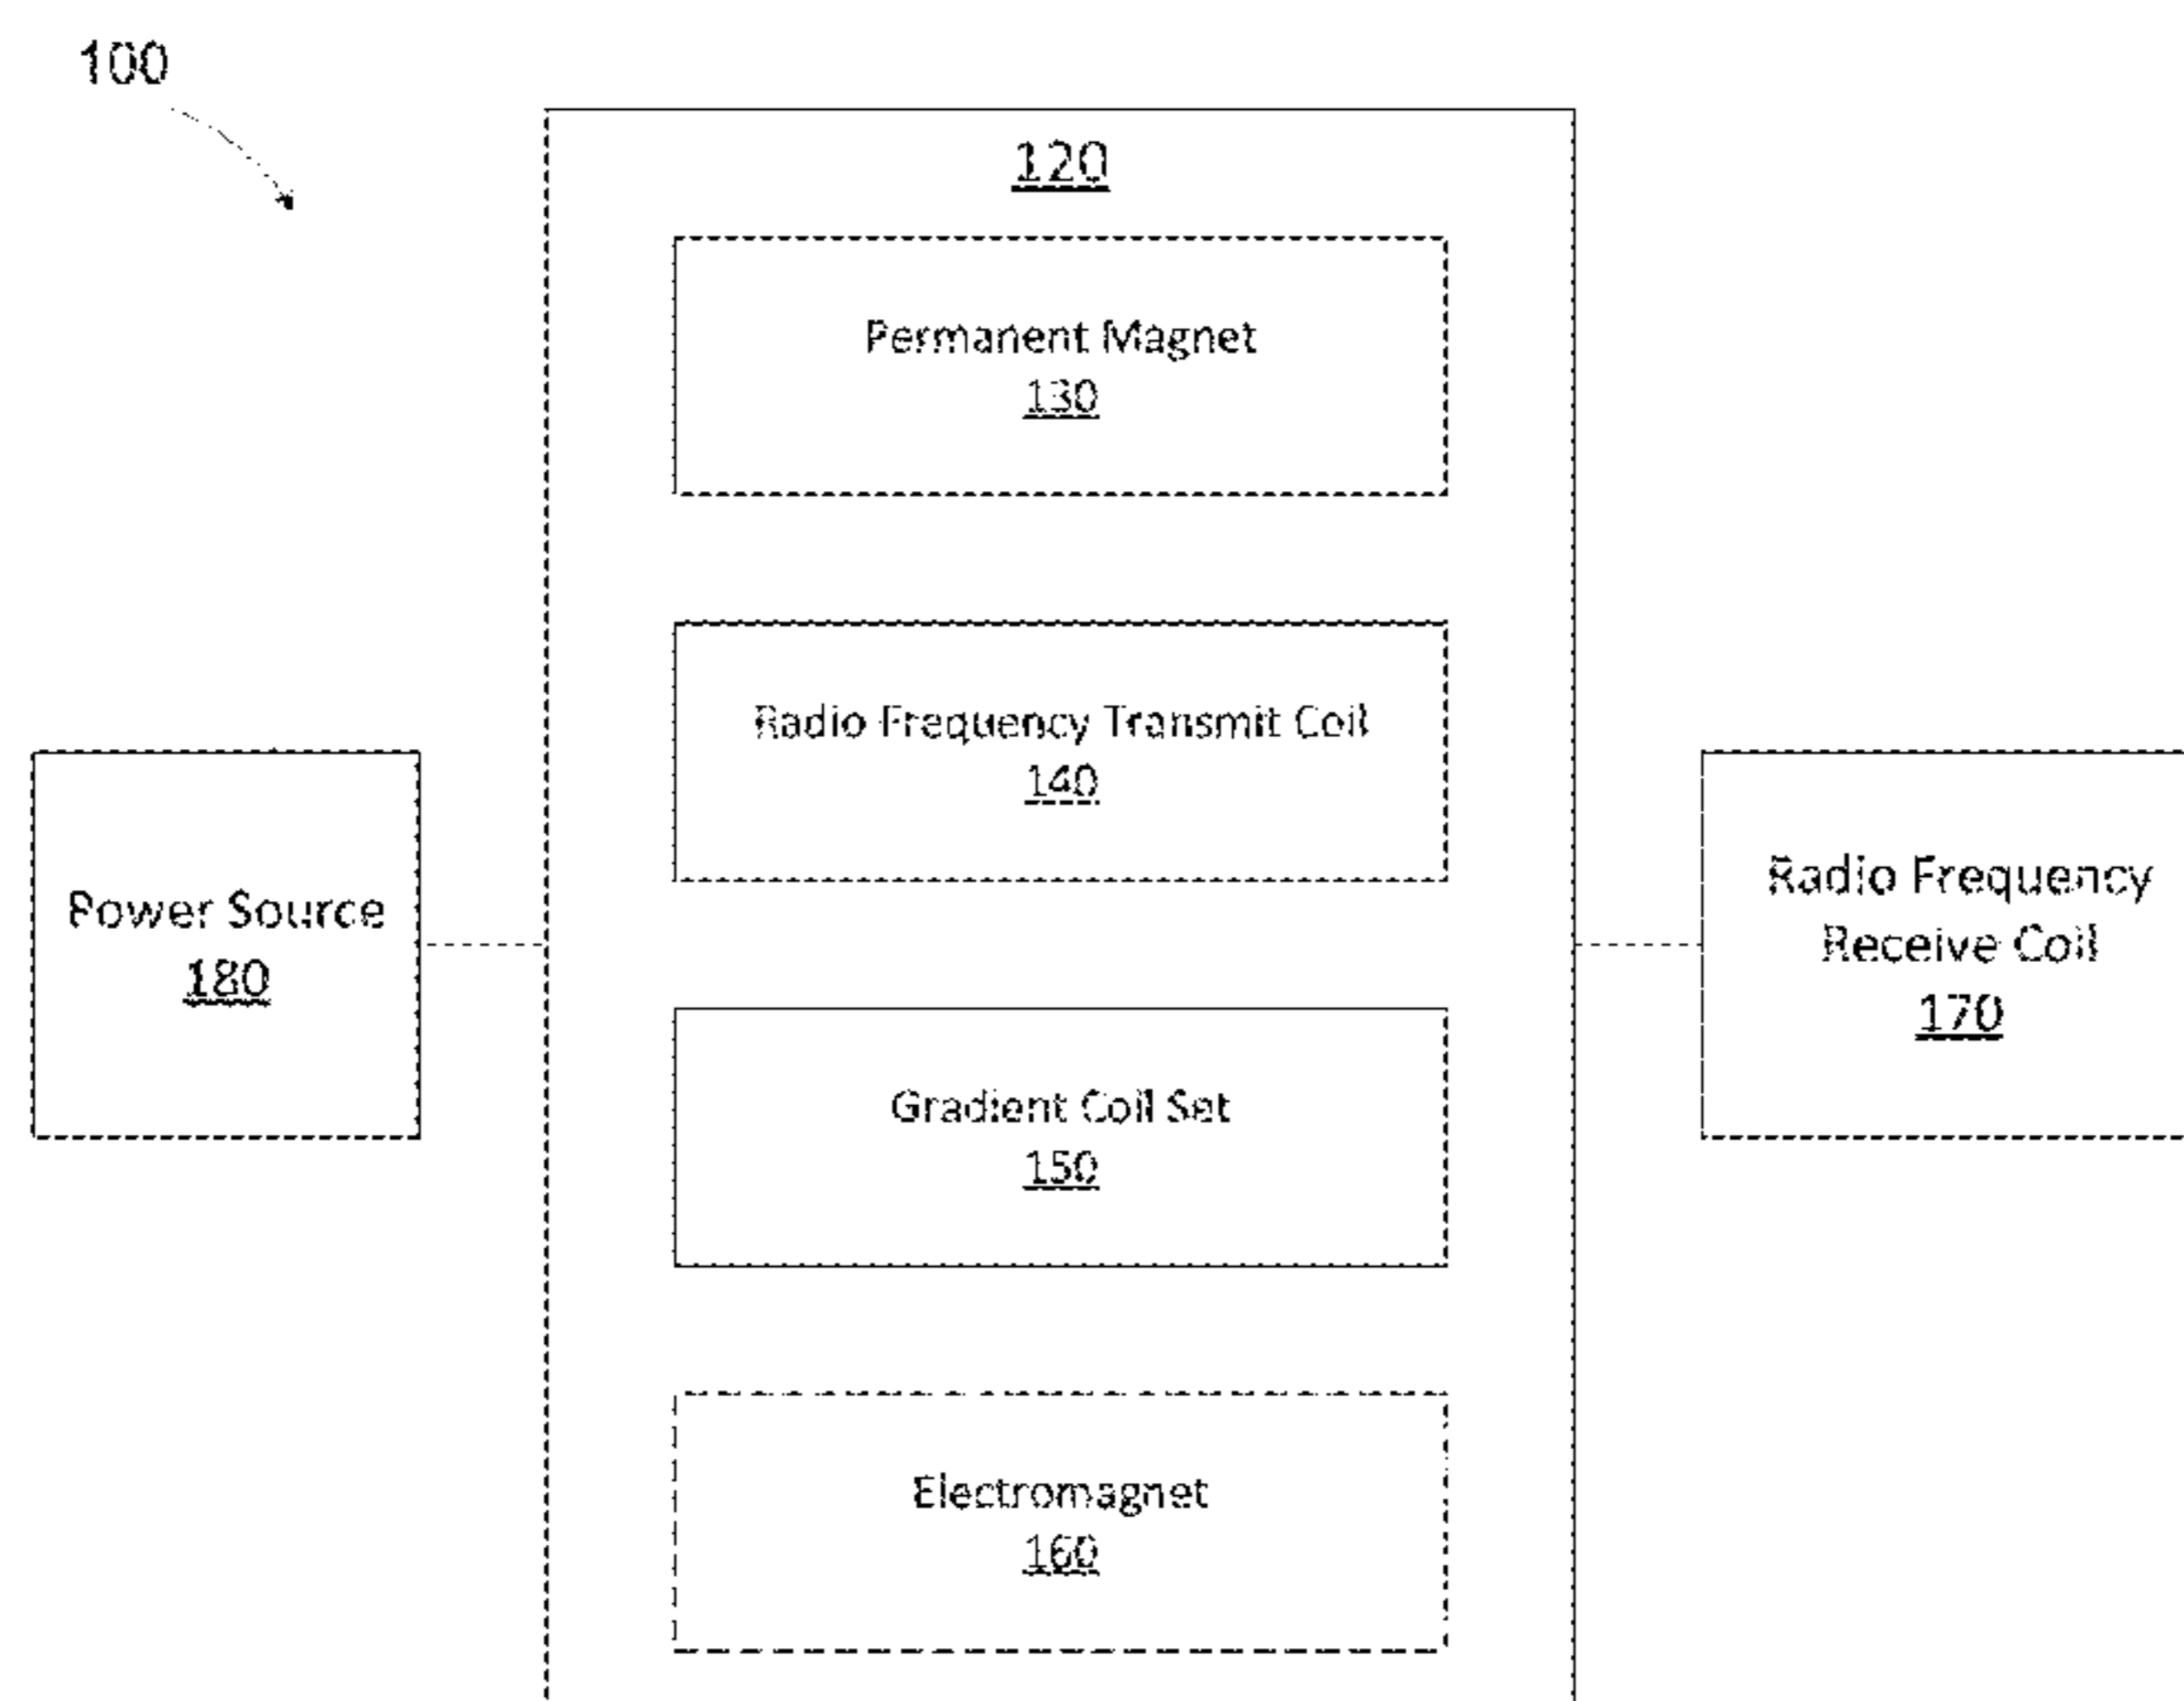 100
120
Permanent Magnet
130
Radio Frequency Transmit Coil
140
Power Source
180
Radio Frequency
Receive Coil
170
Gradient Coil Set
150
Electromagnet
160